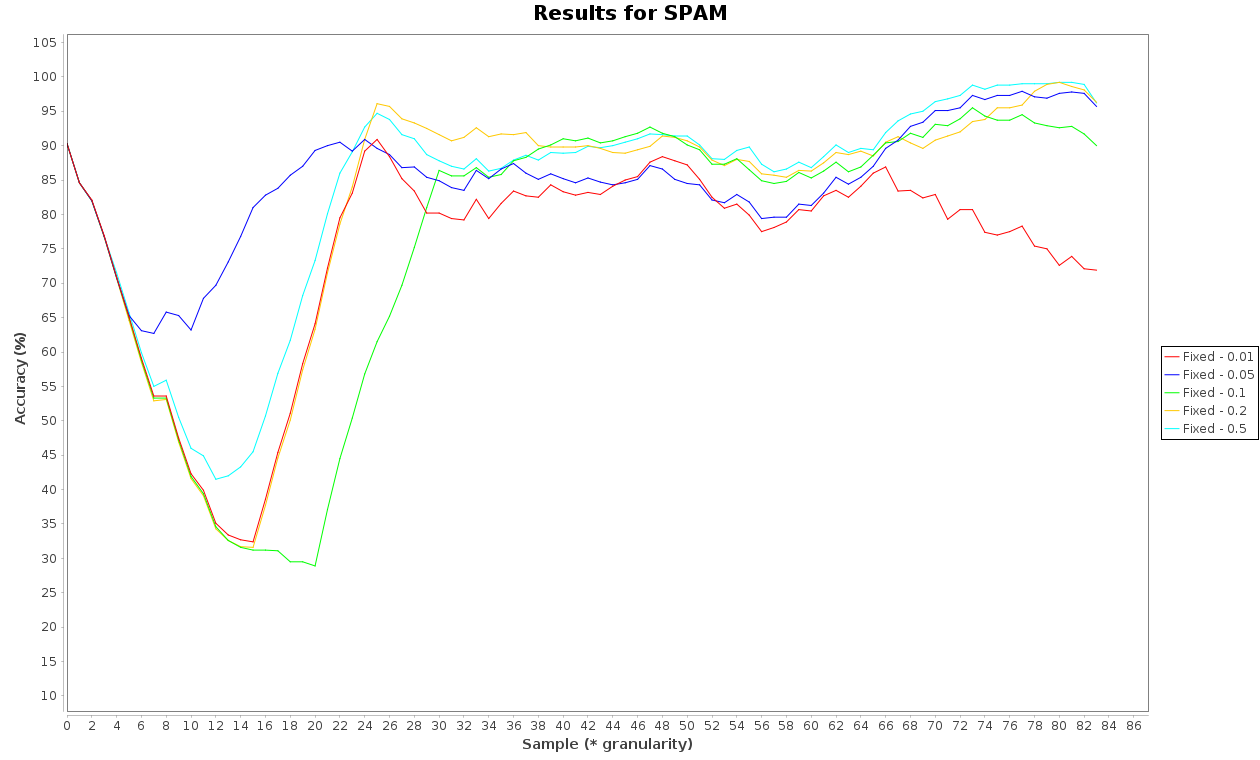 Results for SPAM
105
100
95
90
85
80
75
70
65
60
55
50
45
40
35
30
25
20
15
10
Accuracy (%)
0 2 4 6 8 10 12 14 16 18 20 22 24 26 28 30 32 34 36 38 40 42 44 46 48 50 52 54 56 58 60 62 64 66 68 70 72 74 76 78 80 82 84 86
Sample (* granularity)
Fixed - 0.01
Fixed - 0.05
Fixed - 0.1
Fixed - 0.2
Fixed - 0.5